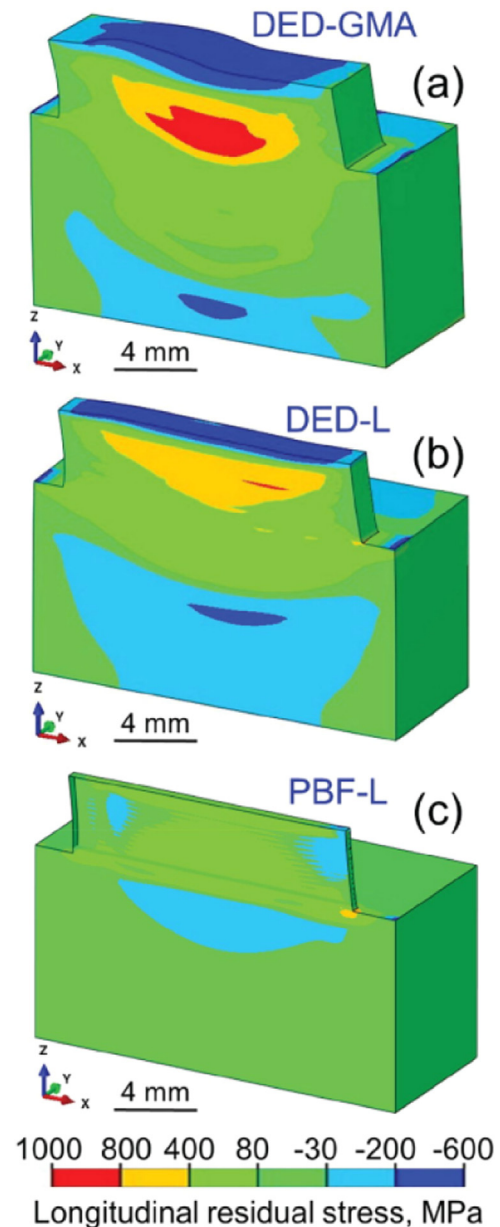 DED-GMA
(a)
Z
Y
X
4 mm
DED-L
(b)
Z
Y
X
4 mm
PBF-L
(c)
Z
Y
X
4 mm
1000 800 400 80 -30 -200 -600
Longitudinal residual stress, MPa